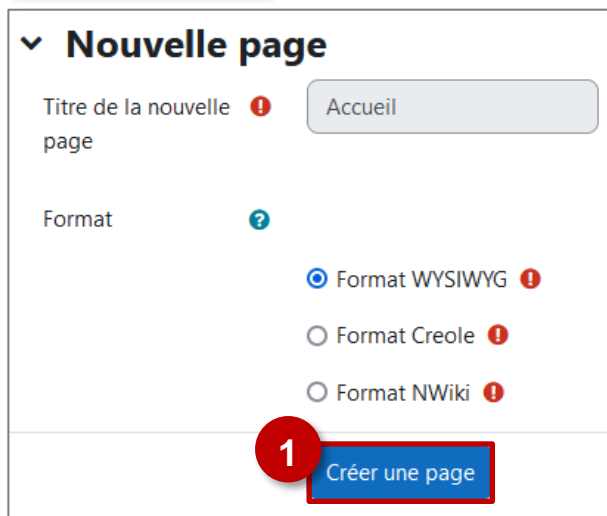 Nouvelle page
Titre de la nouvelle page
Accueil
Format
Format WYSIWYG
Format Creole
Format NWiki
1
Créer une page